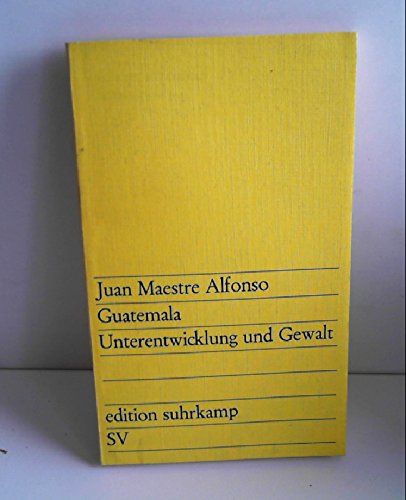 Juan Maestre Alfonso
Guatemala
Unterentwicklung und Gewalt
edition suhrkamp
SV